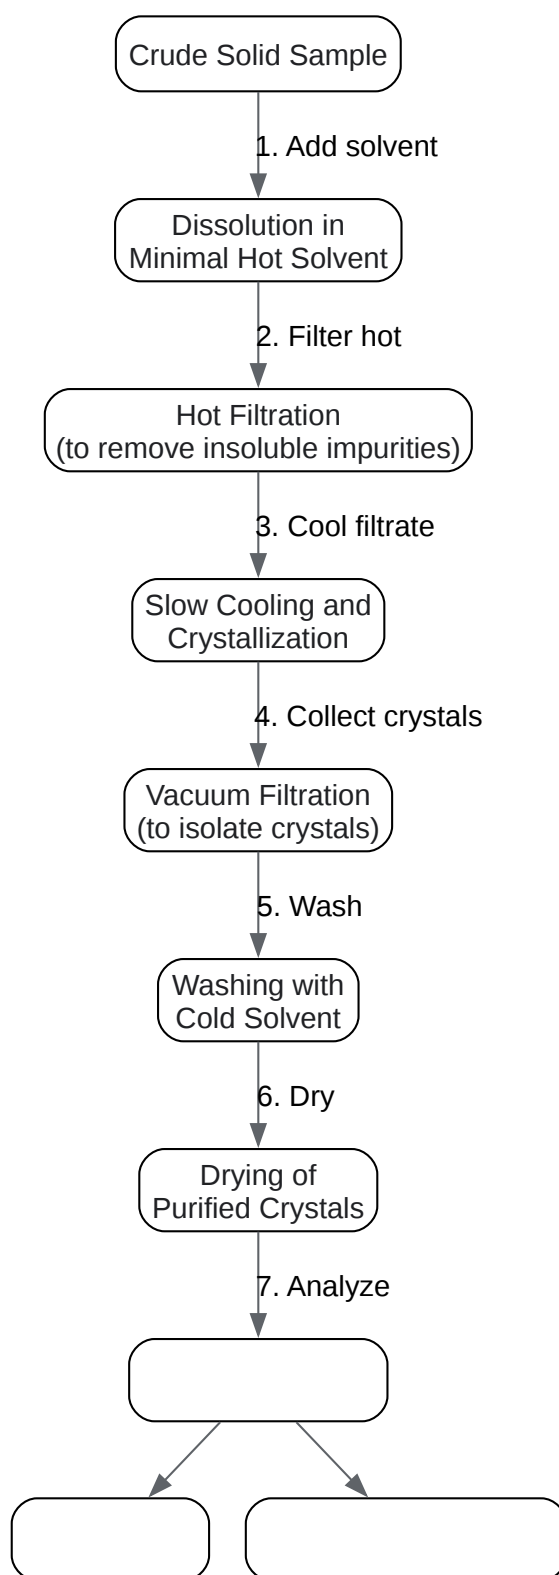 Crude Solid Sample
1. Add solvent
Dissolution in
Minimal Hot Solvent
2. Filter hot
Hot Filtration
(to remove insoluble impurities)
3. Cool filtrate
Slow Cooling and
Crystallization
4. Collect crystals
Vacuum Filtration
(to isolate crystals)
5. Wash
Washing with
Cold Solvent
6. Dry
Drying of
Purified Crystals
7. Analyze